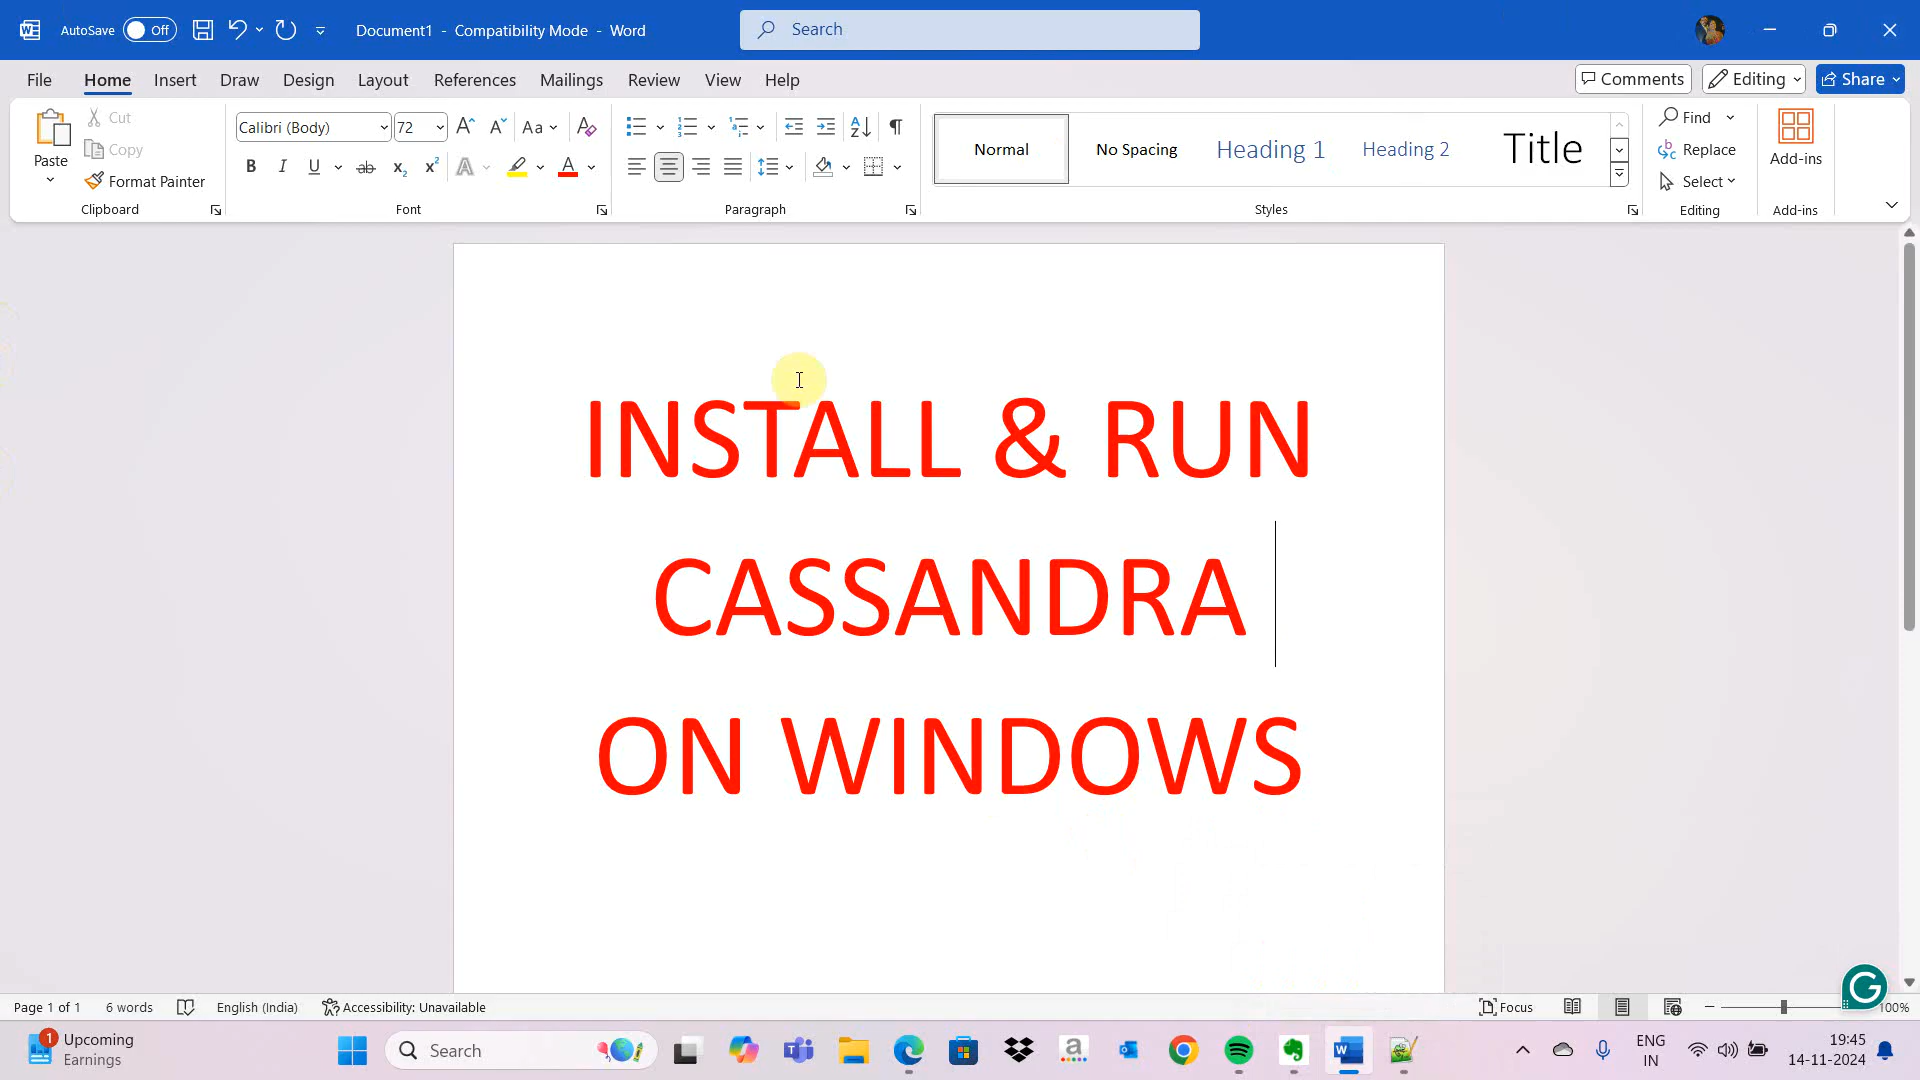 AutoSave Off Document1 - Compatibility Mode - Word Search
File Home Insert Draw Design Layout References Mailings Review View Help Comments Editing Share
Paste Cut Copy Format Painter Clipboard
Calibri (Body) 72 Font
Paragraph
Normal No Spacing Heading 1 Heading 2 Title Styles
Find Replace Select Editing
Add-ins Add-ins
INSTALL & RUN
CASSANDRA
ON WINDOWS
Page 1 of 1 6 words English (India) Accessibility: Unavailable Focus 100%
1 Upcoming Earnings Search ENG IN 19:45 14-11-2024